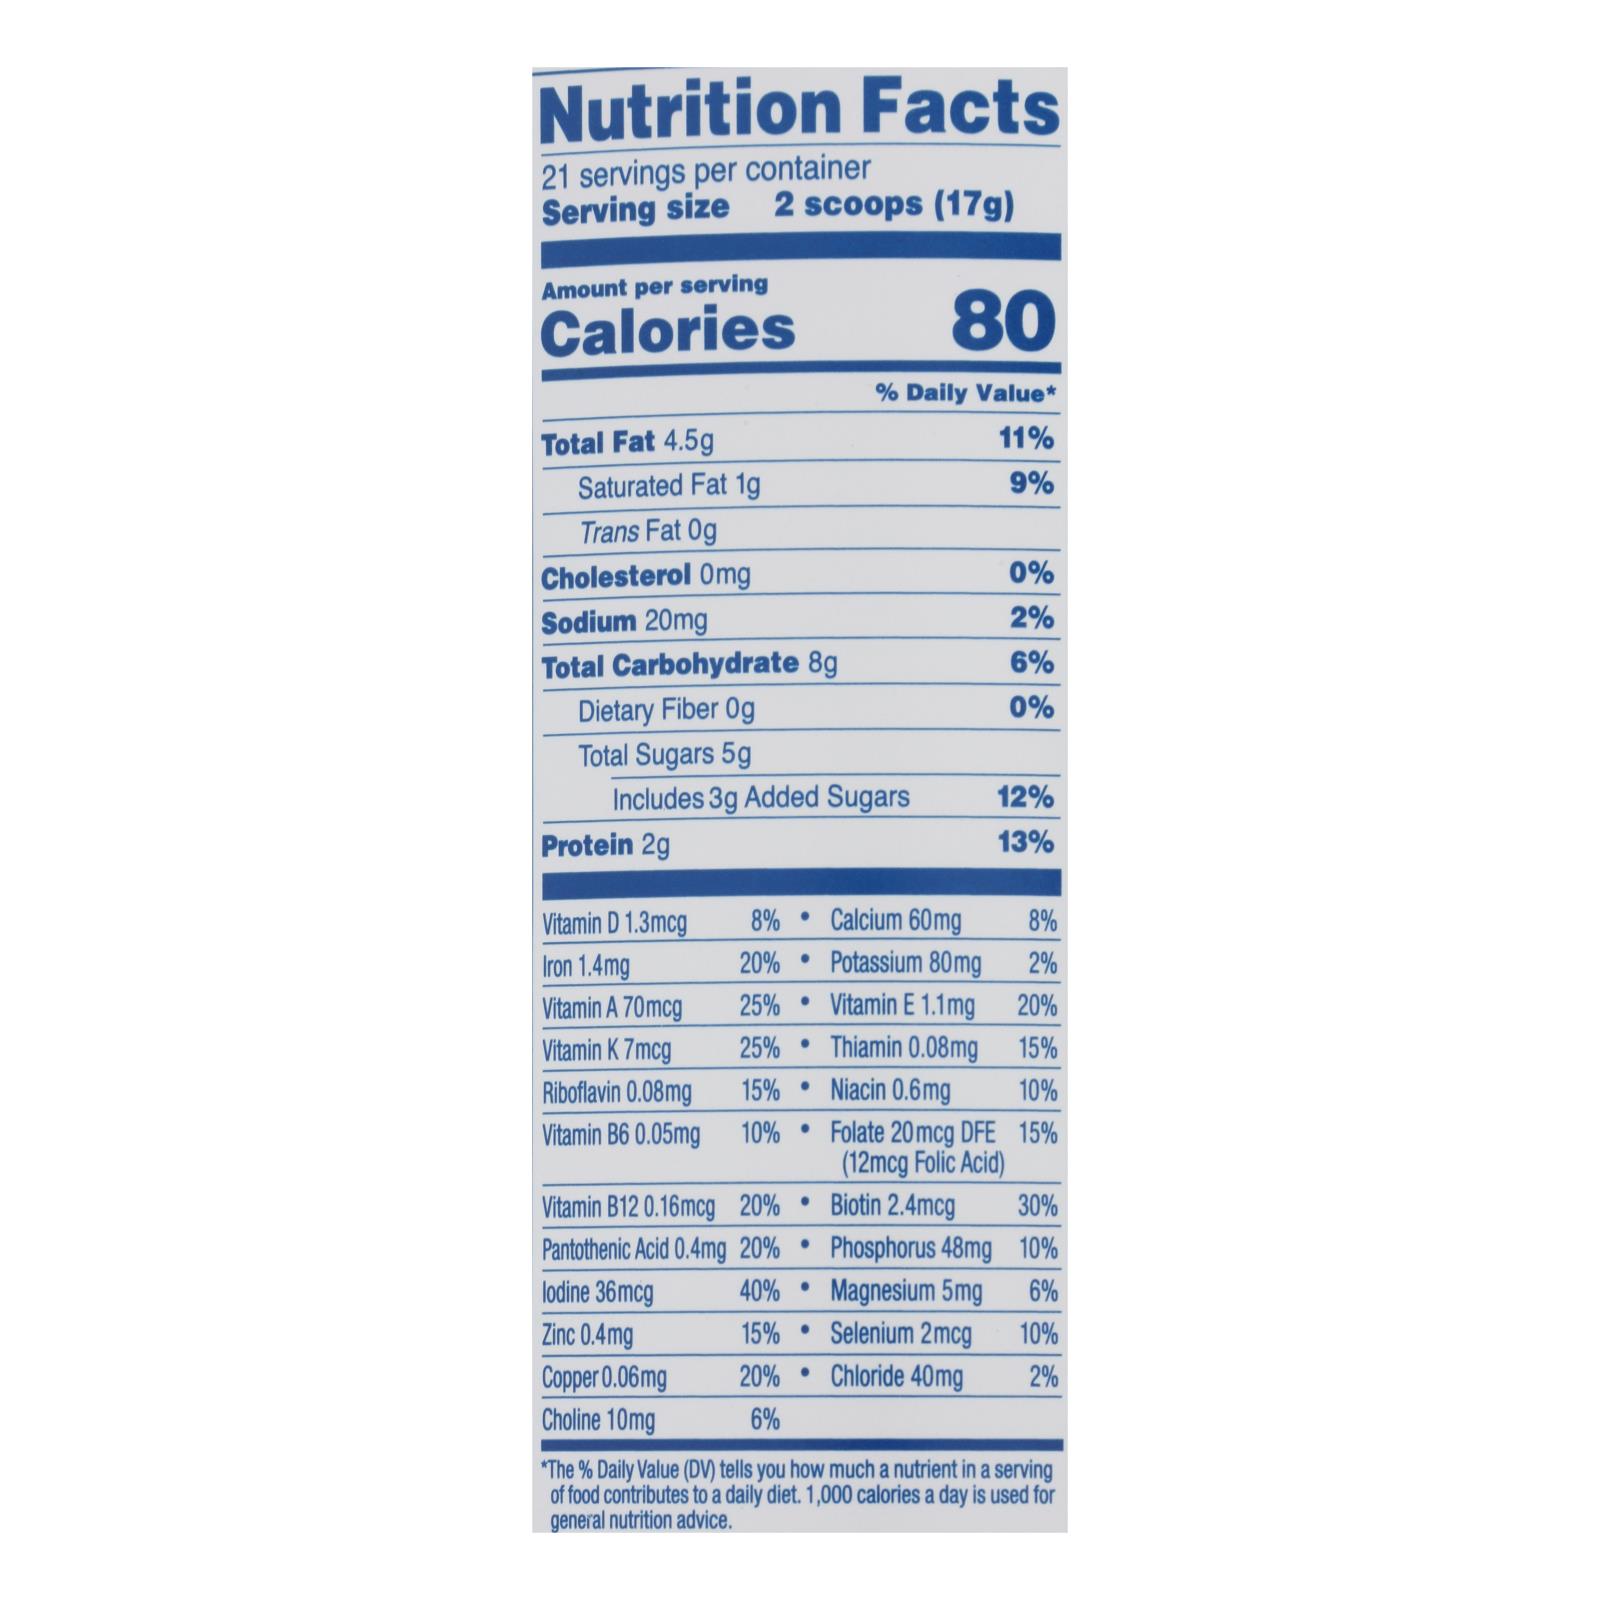 Nutrition Facts
21 servings per container
Serving size 2 scoops (17g)
Amount per serving
Calories 80
% Daily Value*
Total Fat 4.5g 11%
Saturated Fat 1g 9%
Trans Fat 0g
Cholesterol 0mg 0%
Sodium 20mg 2%
Total Carbohydrate 8g 6%
Dietary Fiber 0g 0%
Total Sugars 5g
Includes 3g Added Sugars 12%
Protein 2g 13%
Vitamin D 1.3mcg 8% • Calcium 60mg 8%
Iron 1.4mg 20% • Potassium 80mg 2%
Vitamin A 70mcg 25% • Vitamin E 1.1mg 20%
Vitamin K 7mcg 25% • Thiamin 0.08mg 15%
Riboflavin 0.08mg 15% • Niacin 0.6mg 10%
Vitamin B6 0.05mg 10% • Folate 20mcg DFE 15%
(12mcg Folic Acid)
Vitamin B12 0.16mcg 20% • Biotin 2.4mcg 30%
Pantothenic Acid 0.4mg 20% • Phosphorus 48mg 10%
Iodine 36mcg 40% • Magnesium 5mg 6%
Zinc 0.4mg 15% • Selenium 2mcg 10%
Copper 0.06mg 20% • Chloride 40mg 2%
Choline 10mg 6%
*The % Daily Value (DV) tells you how much a nutrient in a serving
of food contributes to a daily diet. 1,000 calories a day is used for
general nutrition advice.